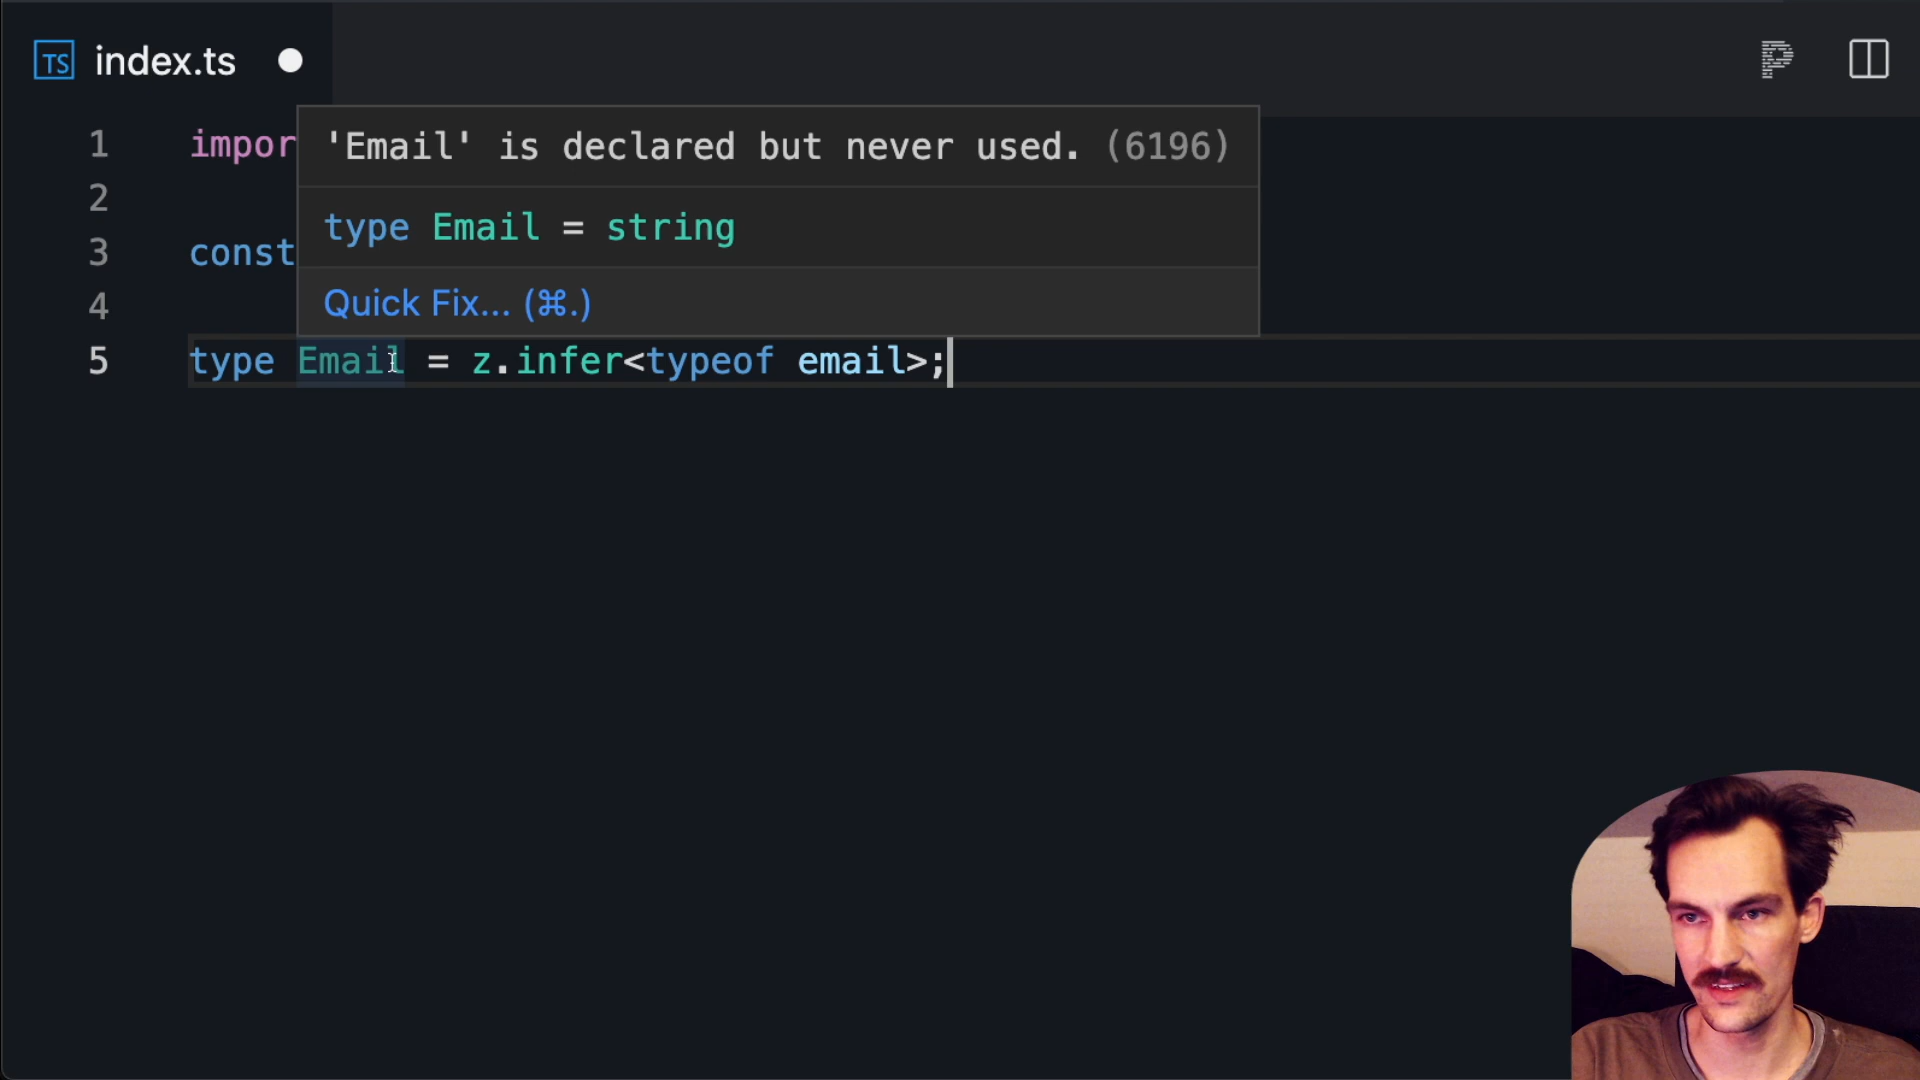 TS index.ts
1 impor
'Email' is declared but never used. (6196)
2
type Email = string
3 const
4
Quick Fix... (⌘.)
5 type Email = z.infer<typeof email>;